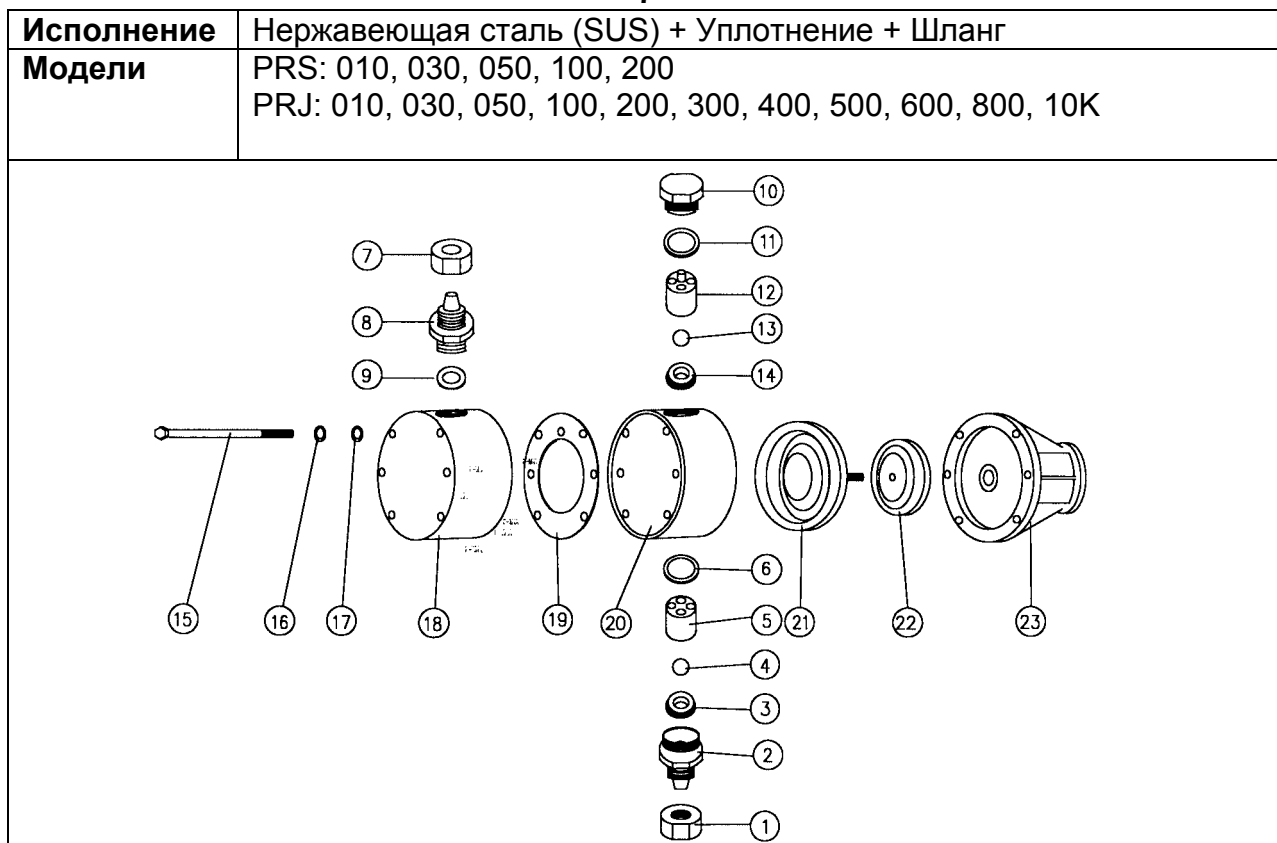 Исполнение Нержавеющая сталь (SUS) + Уплотнение + Шланг
Модели PRS: 010, 030, 050, 100, 200
PRJ: 010, 030, 050, 100, 200, 300, 400, 500, 600, 800, 10K
10
7 11
12
8
13
9 14
6
15 16 17 18 19 20 5 21 22 23
4
3
2
1